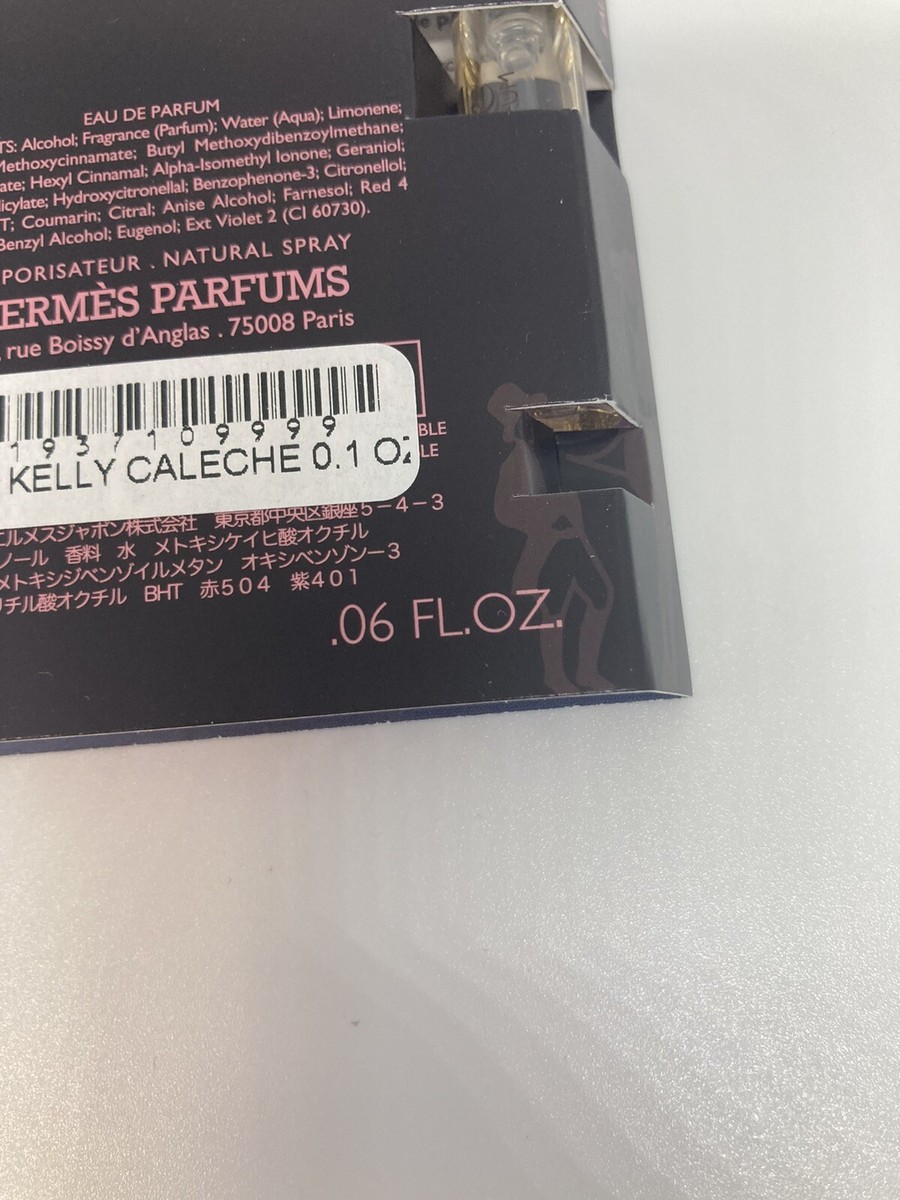 EAU DE PARFUM
TS: Alcohol; Fragrance (Parfum); Water (Aqua); Limonene;
Methoxycinnamate; Butyl Methoxydibenzoylmethane;
ate; Hexyl Cinnamal; Alpha-Isomethyl Ionone; Geraniol;
licylate; Hydroxycitronellal; Benzophenone-3; Citronellol;
T; Coumarin; Citral; Anise Alcohol; Farnesol; Red 4
Benzyl Alcohol; Eugenol; Ext Violet 2 (CI 60730).
PORISATEUR . NATURAL SPRAY
ERMÈS PARFUMS
rue Boissy d'Anglas . 75008 Paris
1937109999
KELLY CALECHE 0.1 OZ
BLE
LE
エルメスジャポン株式会社 東京都中央区銀座5-4-3
ノール 香料 水 メトキシケイヒ酸オクチル
メトキシジベンゾイルメタン オキシベンゾン-3
リチル酸オクチル BHT 赤504 紫401
.06 FL.OZ.